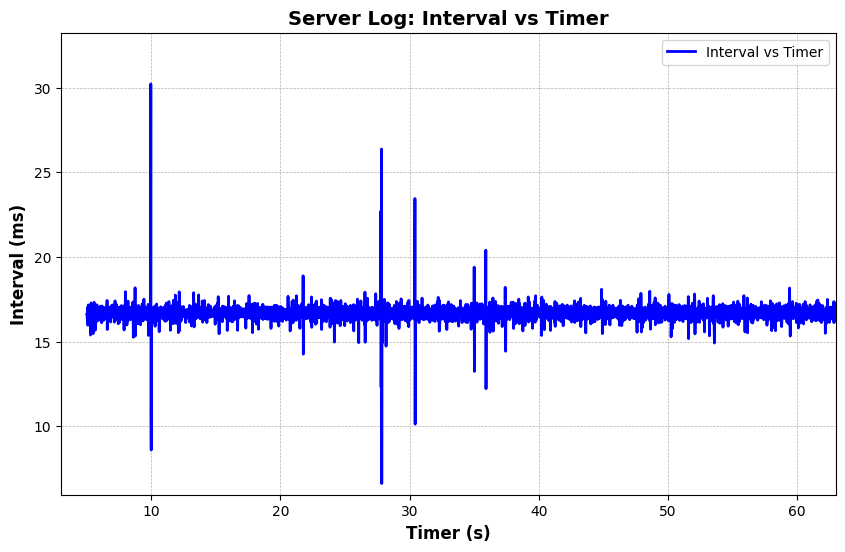 Server Log: Interval vs Timer
Interval vs Timer
30
25
20
15
10
Interval (ms)
10 20 30 40 50 60
Timer (s)